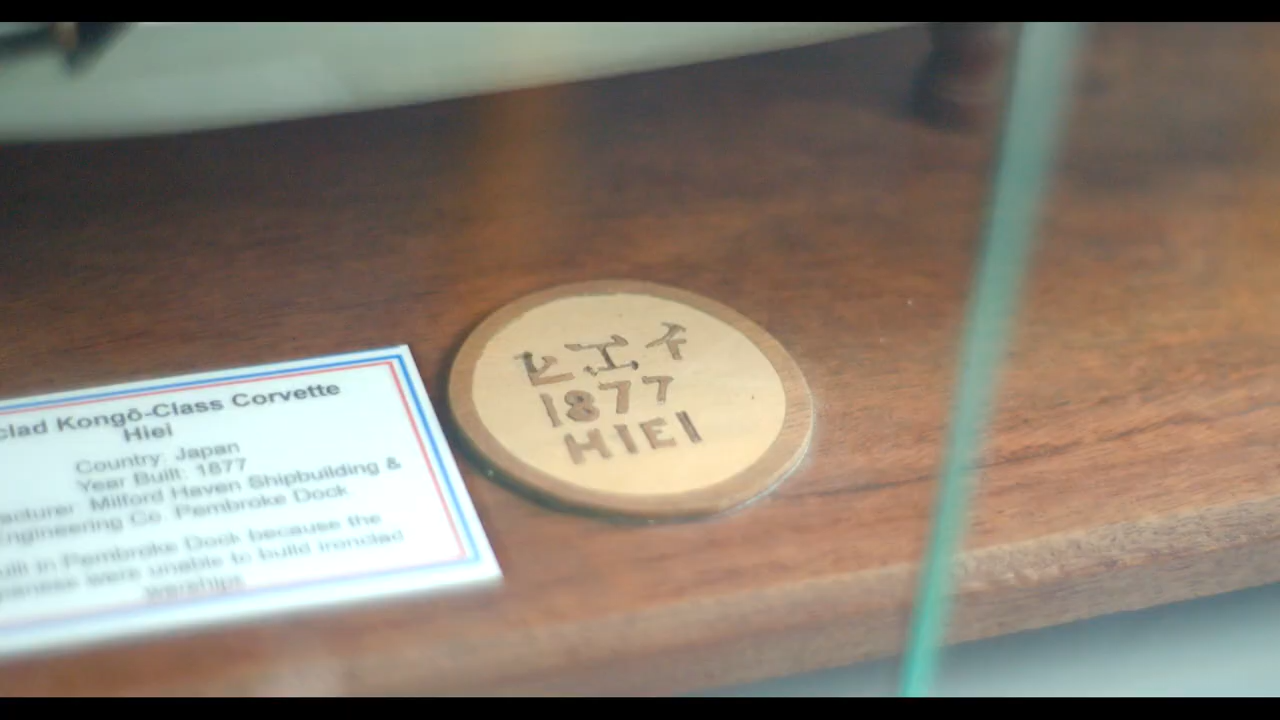 clad Kongō-Class Corvette
Hiei
Country: Japan
Year Built: 1877
Milford Haven Shipbuilding &
Engineering Co. Pembroke Dock
in Pembroke Dock because the
were unable to build ironclad
warships
ヒエイ
1877
HIEI